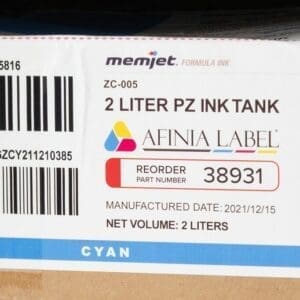 5816
memjet FORMULA INK
ZC-005
2 LITER PZ INK TANK
AFINIA LABEL®
REORDER
PART NUMBER 38931
ZCY211210385
MANUFACTURED DATE: 2021/12/15
NET VOLUME: 2 LITERS
CYAN